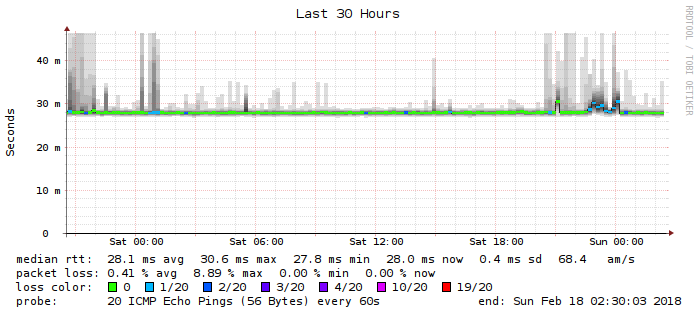 Last 30 Hours
RRDTOOL / TOBI OETIKER
Seconds
40 m
30 m
20 m
10 m
0
Sat 00:00 Sat 06:00 Sat 12:00 Sat 18:00 Sun 00:00
median rtt: 28.1 ms avg 30.6 ms max 27.8 ms min 28.0 ms now 0.4 ms sd 68.4 am/s
packet loss: 0.41 % avg 8.89 % max 0.00 % min 0.00 % now
loss color: 0 1/20 2/20 3/20 4/20 10/20 19/20
probe: 20 ICMP Echo Pings (56 Bytes) every 60s end: Sun Feb 18 02:30:03 2018